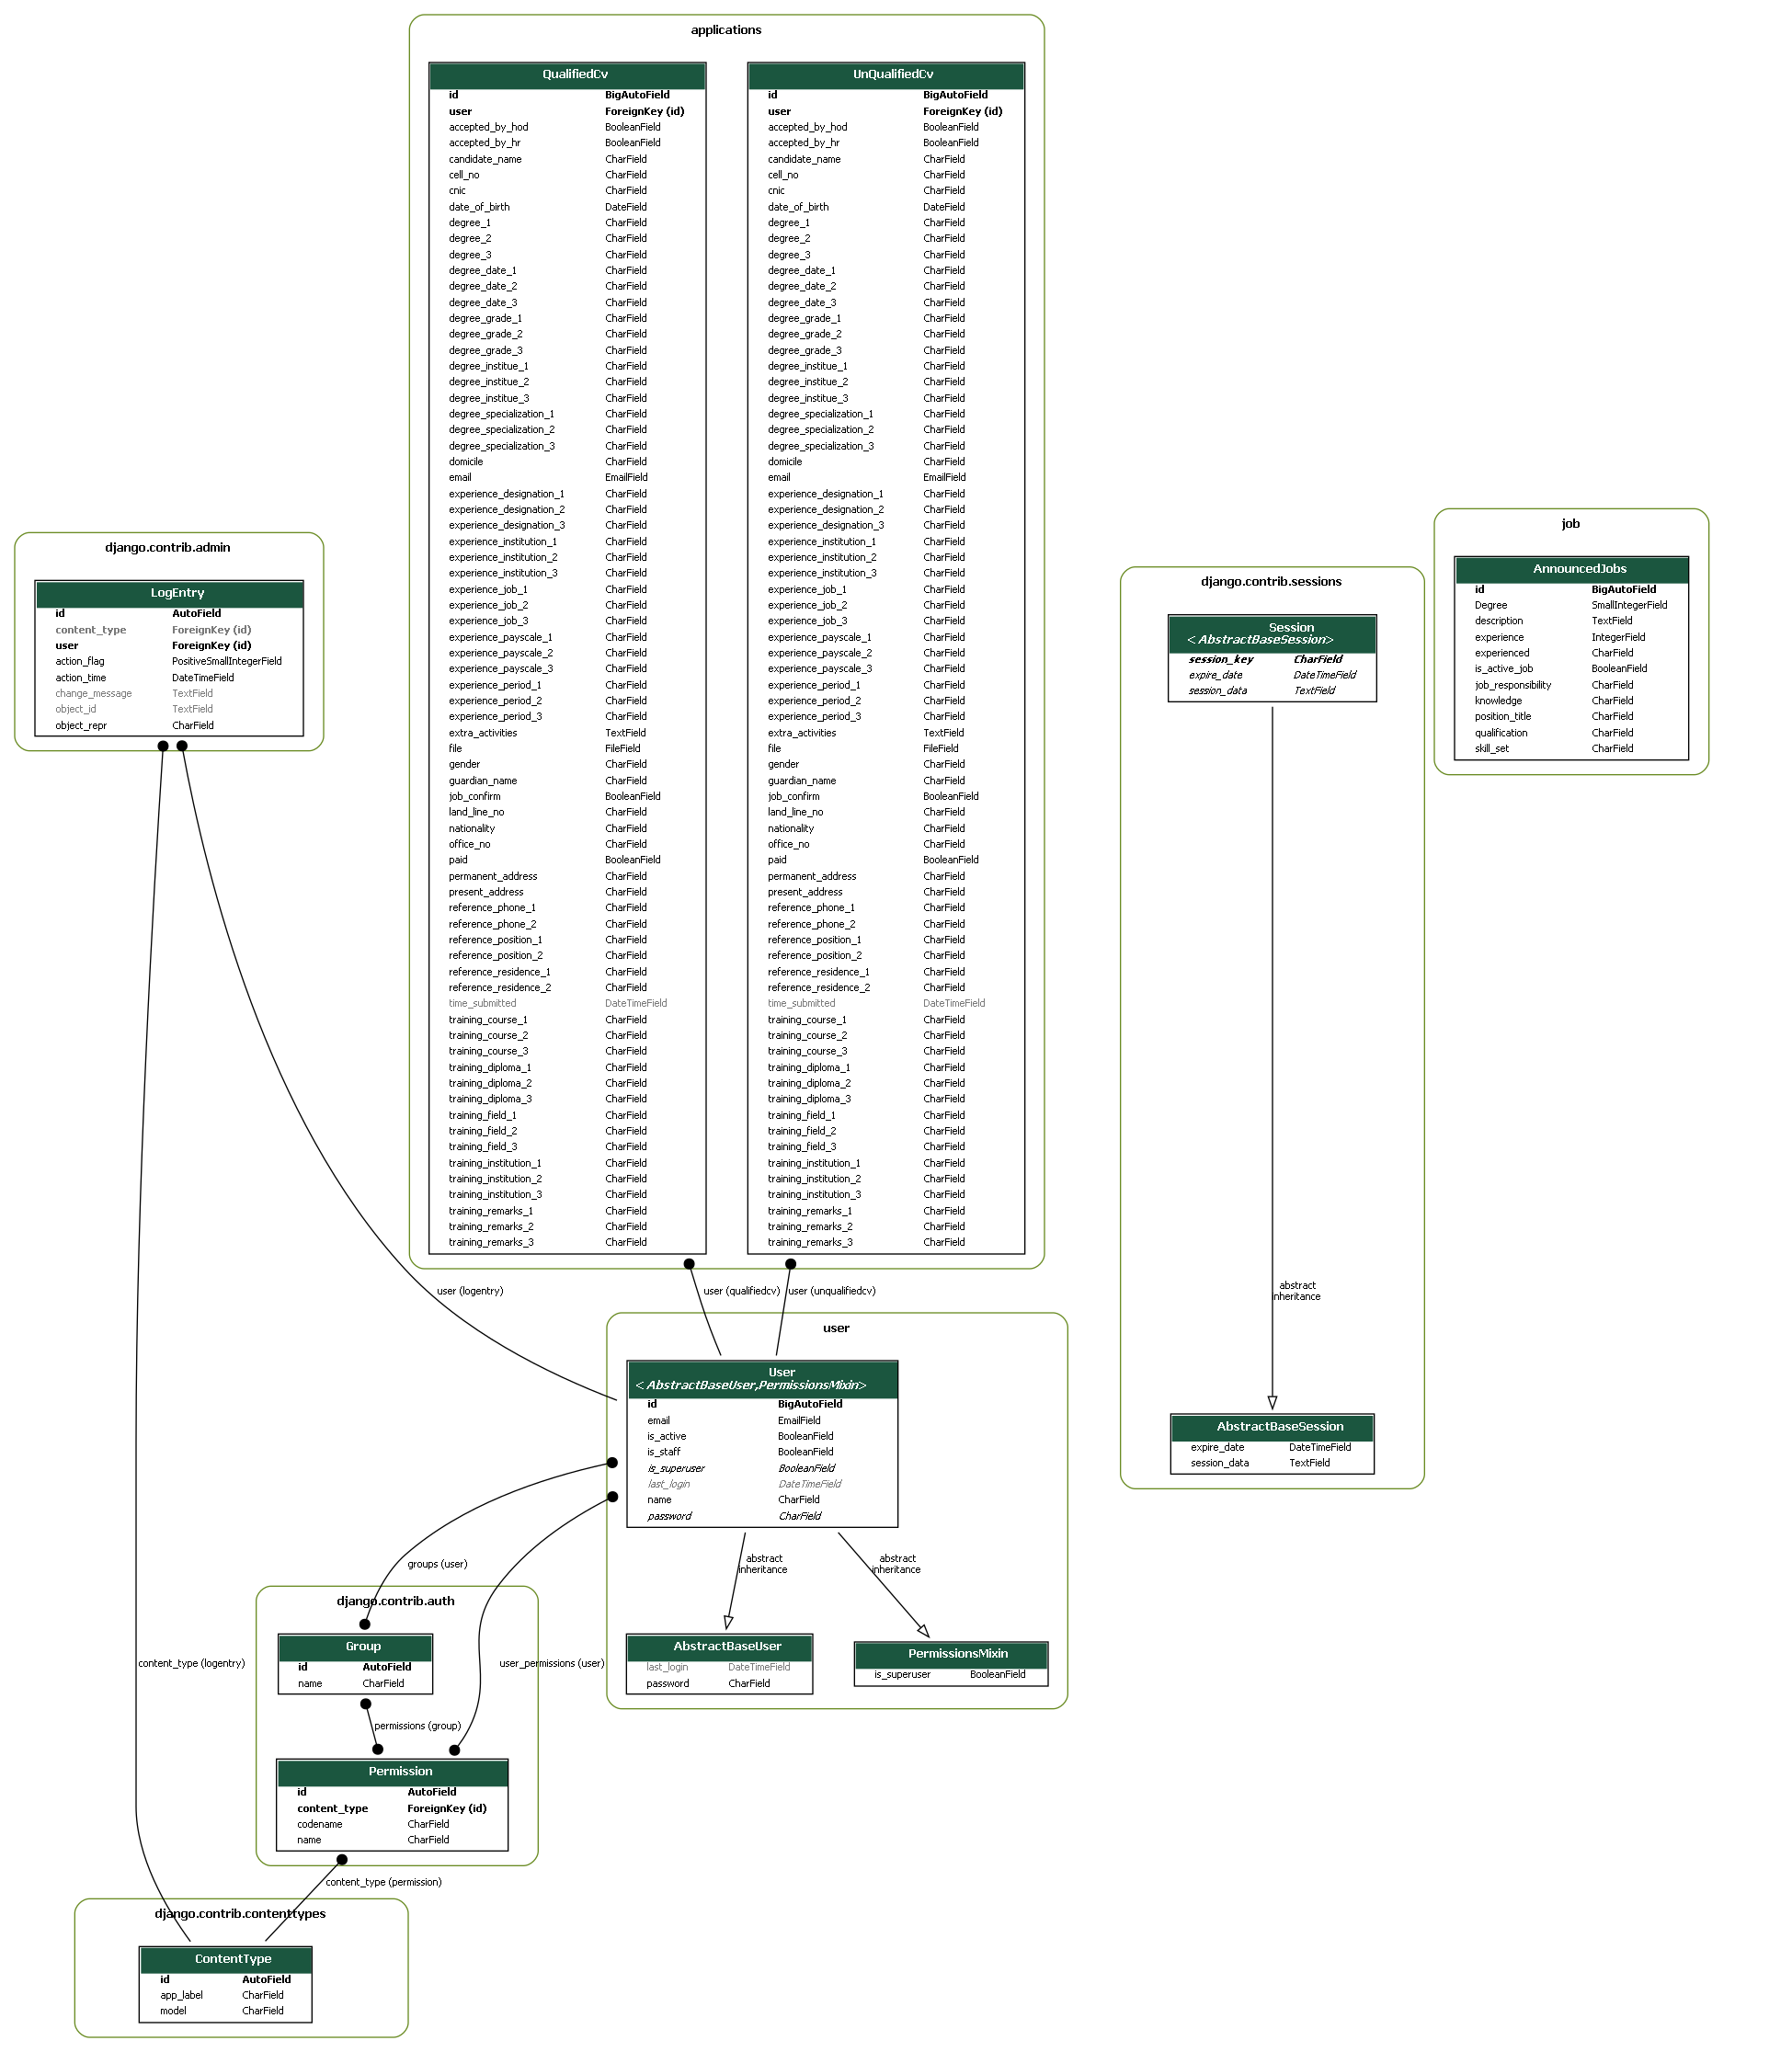 applications
QualifiedCv
id BigAutoField
user ForeignKey (id)
accepted_by_hod BooleanField
accepted_by_hr BooleanField
candidate_name CharField
cell_no CharField
cnic CharField
date_of_birth DateField
degree_1 CharField
degree_2 CharField
degree_3 CharField
degree_date_1 CharField
degree_date_2 CharField
degree_date_3 CharField
degree_grade_1 CharField
degree_grade_2 CharField
degree_grade_3 CharField
degree_institue_1 CharField
degree_institue_2 CharField
degree_institue_3 CharField
degree_specialization_1 CharField
degree_specialization_2 CharField
degree_specialization_3 CharField
domicile CharField
email EmailField
experience_designation_1 CharField
experience_designation_2 CharField
experience_designation_3 CharField
experience_institution_1 CharField
experience_institution_2 CharField
experience_institution_3 CharField
experience_job_1 CharField
experience_job_2 CharField
experience_job_3 CharField
experience_payscale_1 CharField
experience_payscale_2 CharField
experience_payscale_3 CharField
experience_period_1 CharField
experience_period_2 CharField
experience_period_3 CharField
extra_activities TextField
file FileField
gender CharField
guardian_name CharField
job_confirm BooleanField
land_line_no CharField
nationality CharField
office_no CharField
paid BooleanField
permanent_address CharField
present_address CharField
reference_phone_1 CharField
reference_phone_2 CharField
reference_position_1 CharField
reference_position_2 CharField
reference_residence_1 CharField
reference_residence_2 CharField
time_submitted DateTimeField
training_course_1 CharField
training_course_2 CharField
training_course_3 CharField
training_diploma_1 CharField
training_diploma_2 CharField
training_diploma_3 CharField
training_field_1 CharField
training_field_2 CharField
training_field_3 CharField
training_institution_1 CharField
training_institution_2 CharField
training_institution_3 CharField
training_remarks_1 CharField
training_remarks_2 CharField
training_remarks_3 CharField
UnQualifiedCv
id BigAutoField
user ForeignKey (id)
accepted_by_hod BooleanField
accepted_by_hr BooleanField
candidate_name CharField
cell_no CharField
cnic CharField
date_of_birth DateField
degree_1 CharField
degree_2 CharField
degree_3 CharField
degree_date_1 CharField
degree_date_2 CharField
degree_date_3 CharField
degree_grade_1 CharField
degree_grade_2 CharField
degree_grade_3 CharField
degree_institue_1 CharField
degree_institue_2 CharField
degree_institue_3 CharField
degree_specialization_1 CharField
degree_specialization_2 CharField
degree_specialization_3 CharField
domicile CharField
email EmailField
experience_designation_1 CharField
experience_designation_2 CharField
experience_designation_3 CharField
experience_institution_1 CharField
experience_institution_2 CharField
experience_institution_3 CharField
experience_job_1 CharField
experience_job_2 CharField
experience_job_3 CharField
experience_payscale_1 CharField
experience_payscale_2 CharField
experience_payscale_3 CharField
experience_period_1 CharField
experience_period_2 CharField
experience_period_3 CharField
extra_activities TextField
file FileField
gender CharField
guardian_name CharField
job_confirm BooleanField
land_line_no CharField
nationality CharField
office_no CharField
paid BooleanField
permanent_address CharField
present_address CharField
reference_phone_1 CharField
reference_phone_2 CharField
reference_position_1 CharField
reference_position_2 CharField
reference_residence_1 CharField
reference_residence_2 CharField
time_submitted DateTimeField
training_course_1 CharField
training_course_2 CharField
training_course_3 CharField
training_diploma_1 CharField
training_diploma_2 CharField
training_diploma_3 CharField
training_field_1 CharField
training_field_2 CharField
training_field_3 CharField
training_institution_1 CharField
training_institution_2 CharField
training_institution_3 CharField
training_remarks_1 CharField
training_remarks_2 CharField
training_remarks_3 CharField
django.contrib.admin
LogEntry
id AutoField
content_type ForeignKey (id)
user ForeignKey (id)
action_flag PositiveSmallIntegerField
action_time DateTimeField
change_message TextField
object_id TextField
object_repr CharField
django.contrib.sessions
Session
<AbstractBaseSession>
session_key CharField
expire_date DateTimeField
session_data TextField
abstract
inheritance
AbstractBaseSession
expire_date DateTimeField
session_data TextField
job
AnnouncedJobs
id BigAutoField
Degree SmallIntegerField
description TextField
experience IntegerField
experienced CharField
is_active_job BooleanField
job_responsibility CharField
knowledge CharField
position_title CharField
qualification CharField
skill_set CharField
user (logentry)
user (qualifiedcv)
user (unqualifiedcv)
user
User
<AbstractBaseUser,PermissionsMixin>
id BigAutoField
email EmailField
is_active BooleanField
is_staff BooleanField
is_superuser BooleanField
last_login DateTimeField
name CharField
password CharField
abstract
inheritance
abstract
inheritance
AbstractBaseUser
last_login DateTimeField
password CharField
PermissionsMixin
is_superuser BooleanField
groups (user)
user_permissions (user)
content_type (logentry)
django.contrib.auth
Group
id AutoField
name CharField
permissions (group)
Permission
id AutoField
content_type ForeignKey (id)
codename CharField
name CharField
content_type (permission)
django.contrib.contenttypes
ContentType
id AutoField
app_label CharField
model CharField